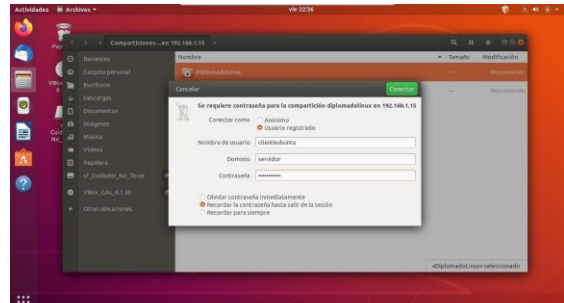 Actividades Archivos
vie 22:36
Comparticiones...en 192.168.1.15
Nombre Tamaño Modificación
Recientes
Carpeta personal
DiplomadoLinux — desconocido
Escritorio
Descargas
— desconocido
Documentos
Imágenes
Música
Vídeos
Papelera
sf_Cuidador_No_Tocar
VBox_GAs_6.1.30
Otras ubicaciones
Cancelar
Conectar
Se requiere contraseña para la compartición diplomadolinux en 192.168.1.15
Conectar como
Anónimo
Usuario registrado
Nombre de usuario clienteubuntu
Dominio servidor
Contraseña
Olvidar contraseña inmediatamente
Recordar la contraseña hasta salir de la sesión
Recordar para siempre
«DiplomadoLinux» seleccionado